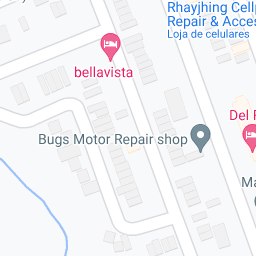 Rhayjhing Cellp
Repair & Acces
Loja de celulares
bellavista
Del
Bugs Motor Repair shop
Ma